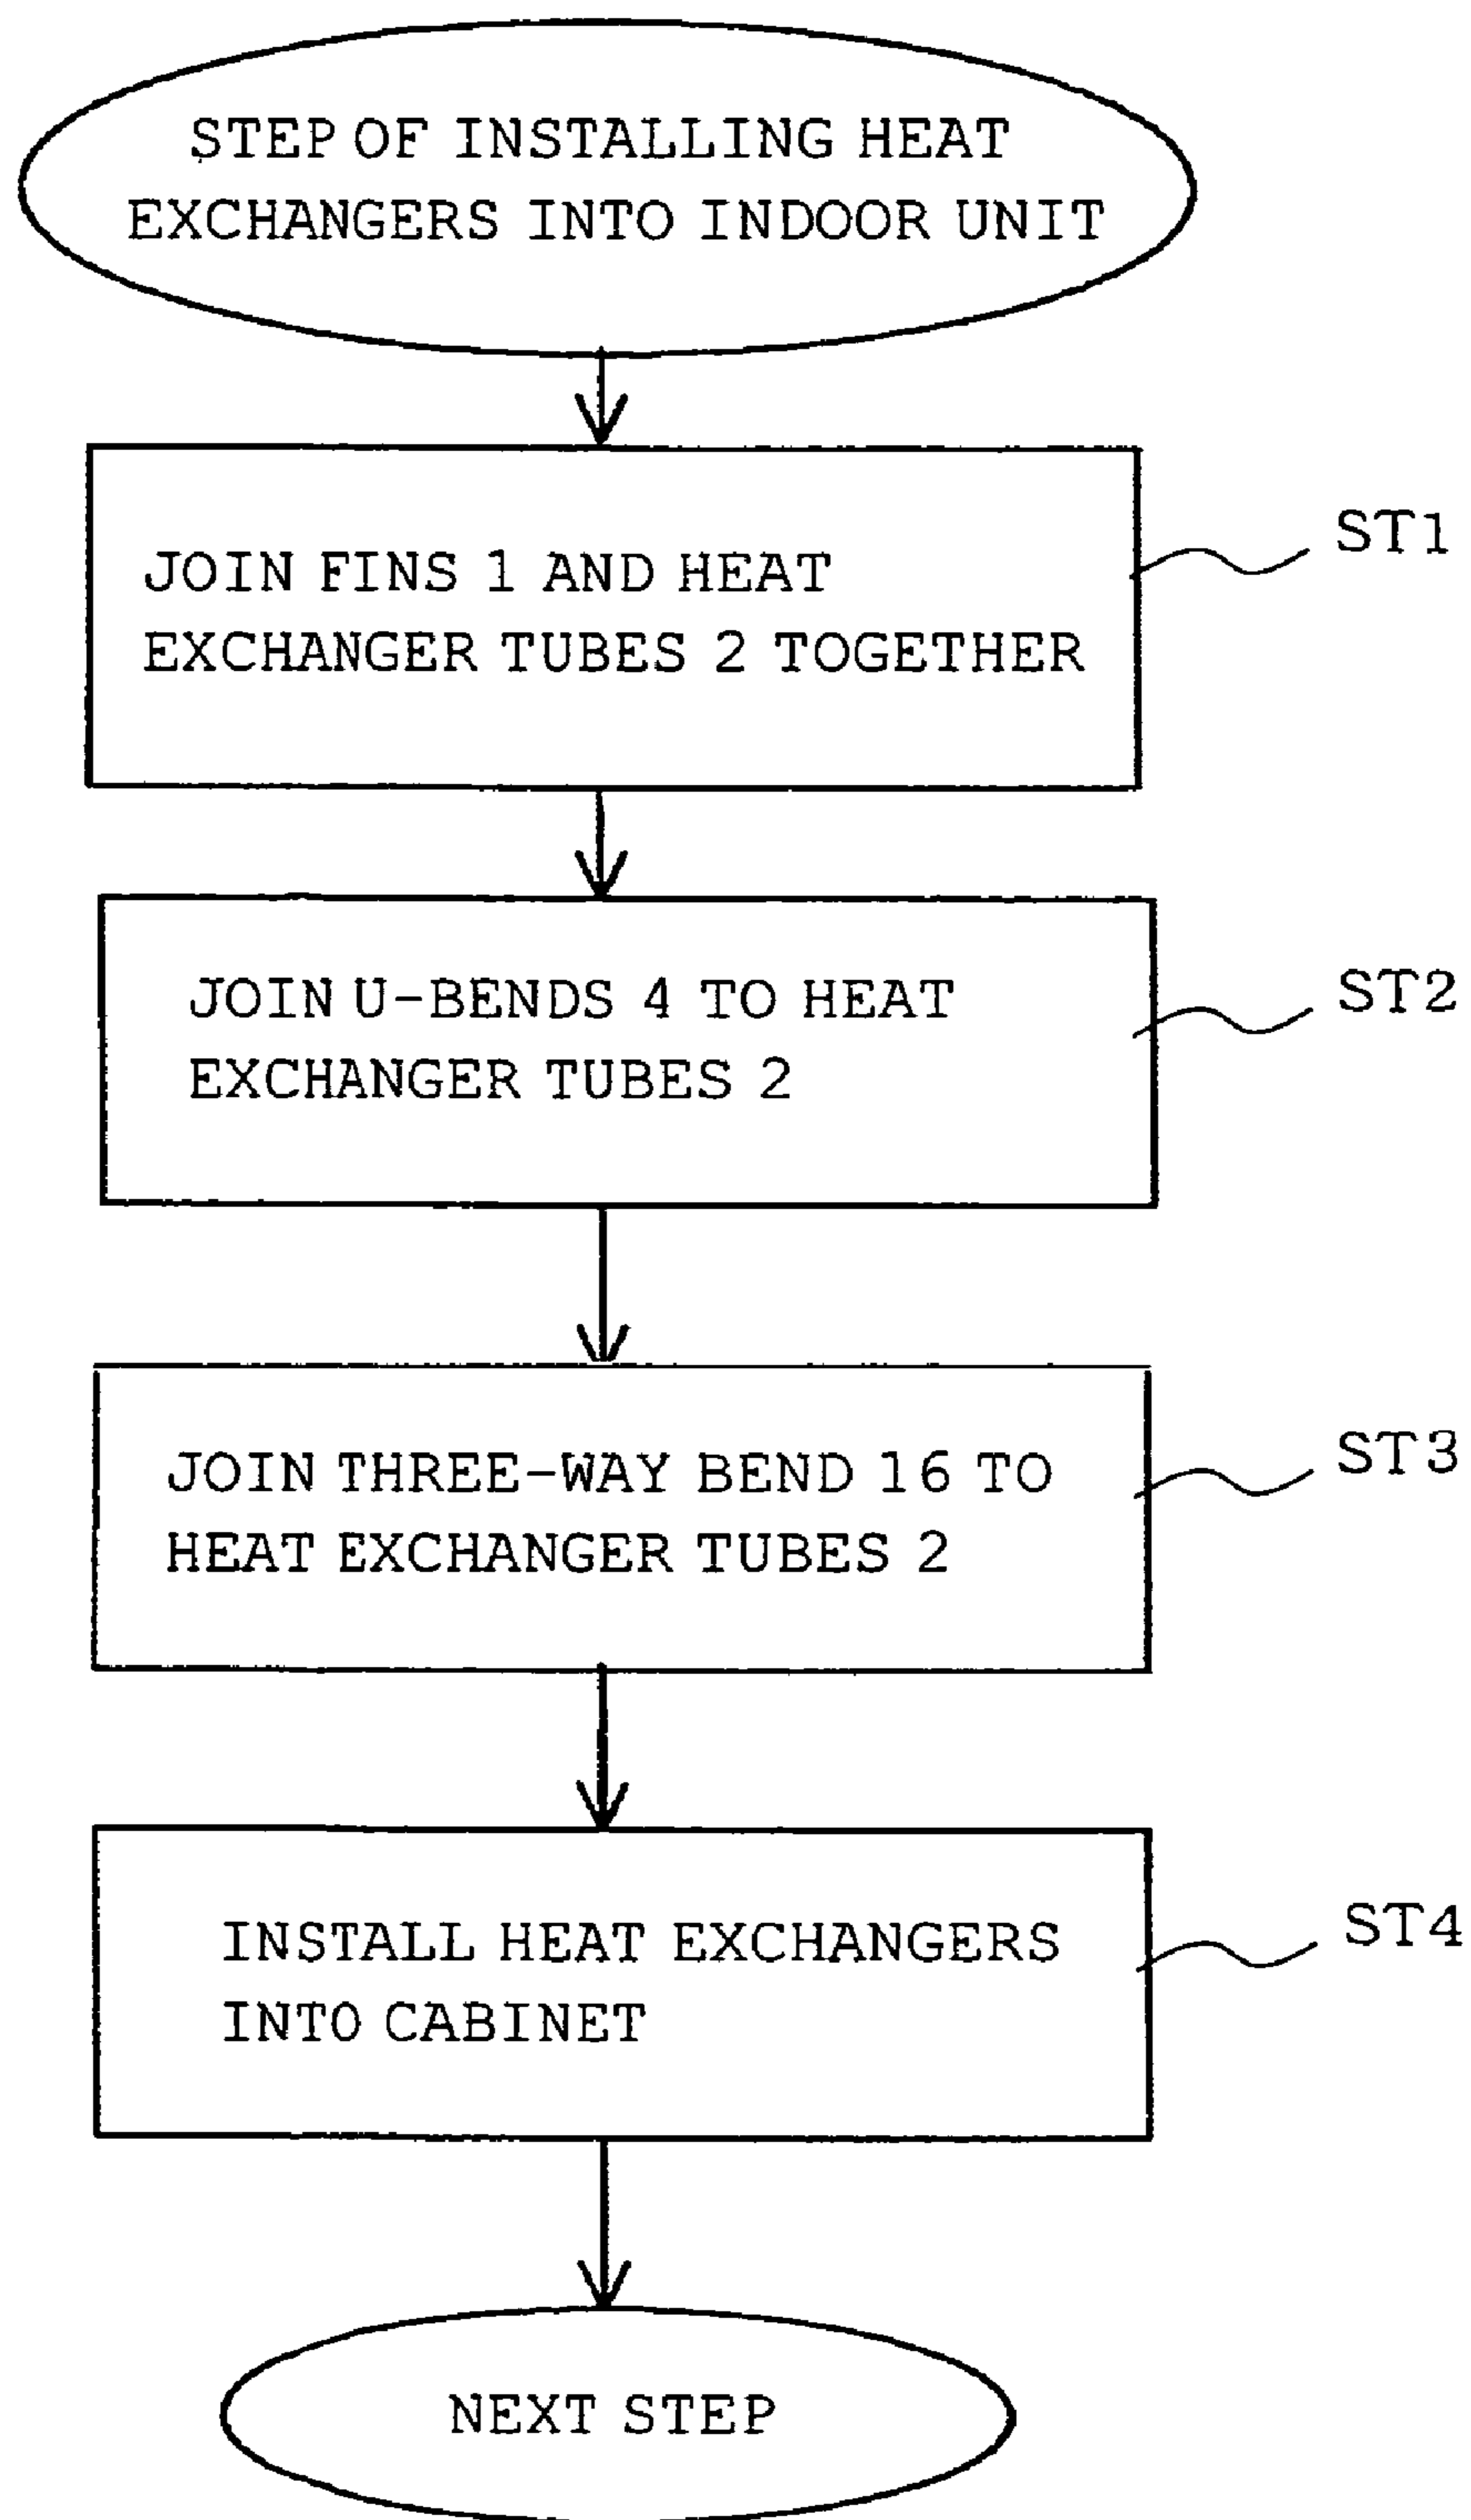 STEP OF INSTALLING HEAT
EXCHANGERS INTO INDOOR UNIT
JOIN FINS 1 AND HEAT
EXCHANGER TUBES 2 TOGETHER
ST1
JOIN U-BENDS 4 TO HEAT
EXCHANGER TUBES 2
ST2
JOIN THREE-WAY BEND 16 TO
HEAT EXCHANGER TUBES 2
ST3
INSTALL HEAT EXCHANGERS
INTO CABINET
ST4
NEXT STEP